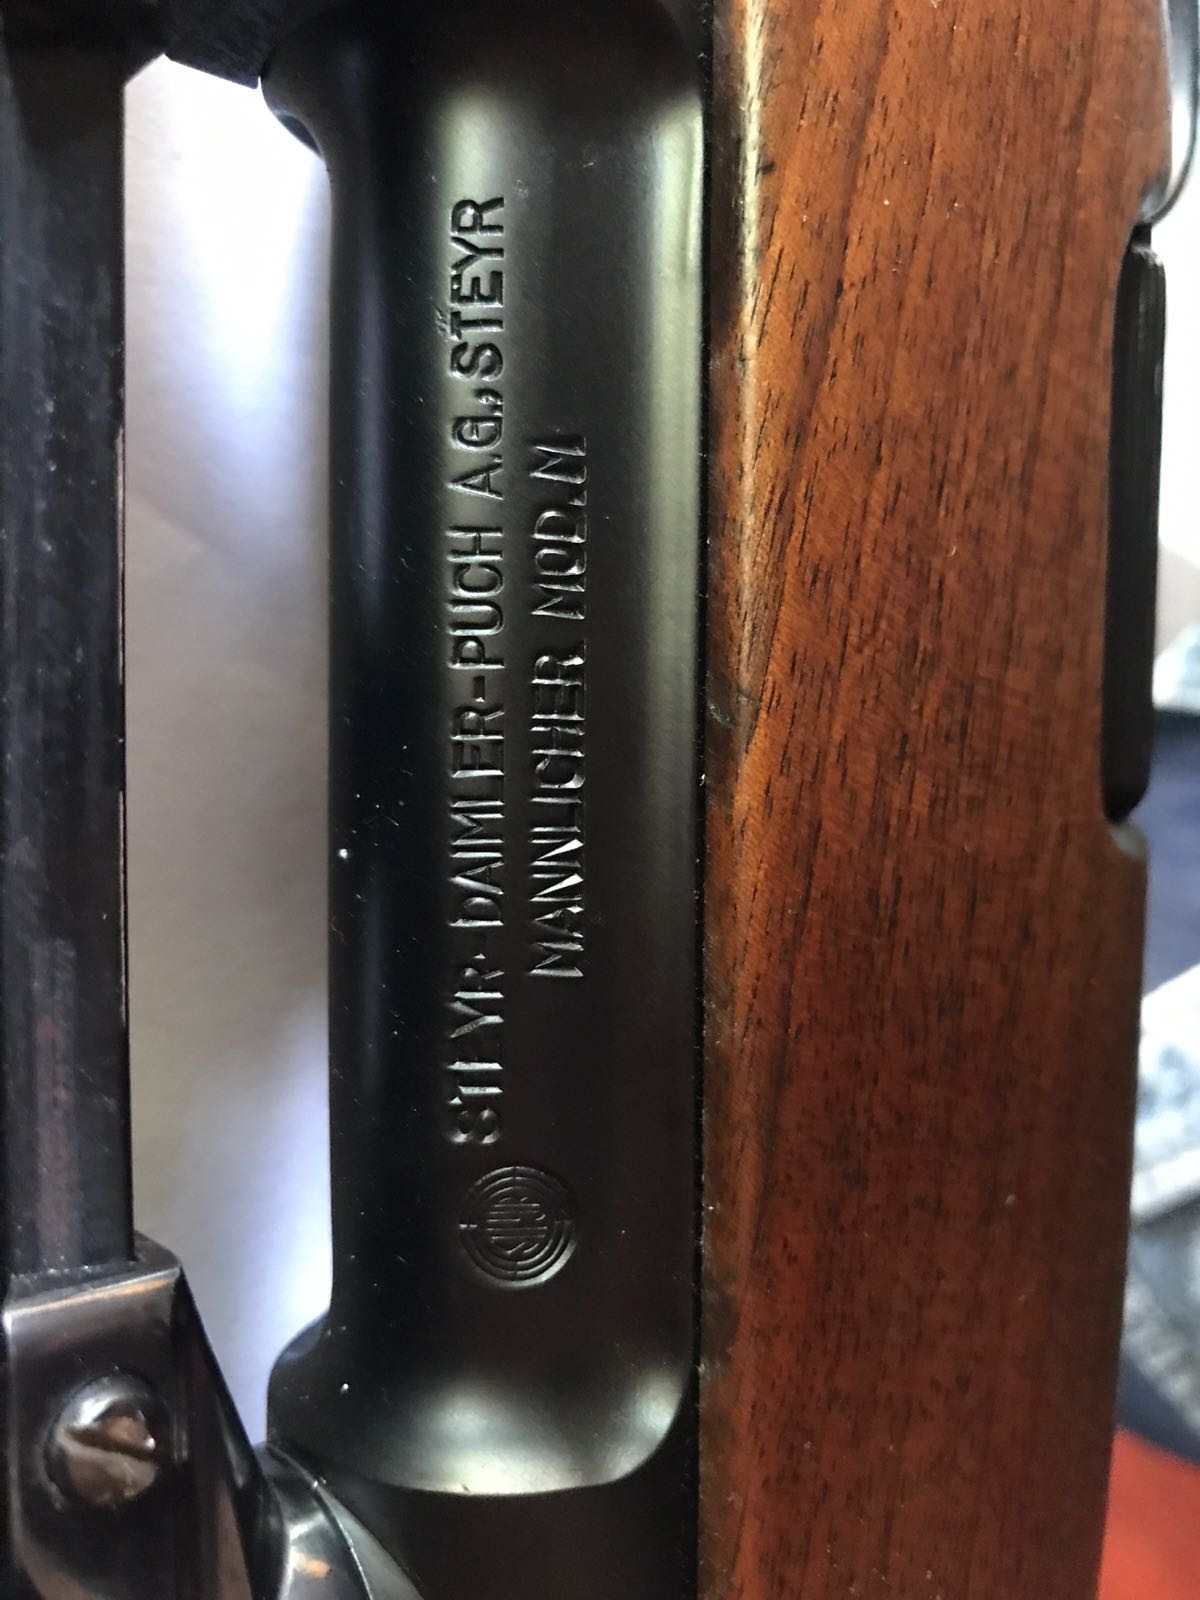 STEYR-DAIMLER-PUCH A.G.,STEYR
MANNLICHER MOD.M